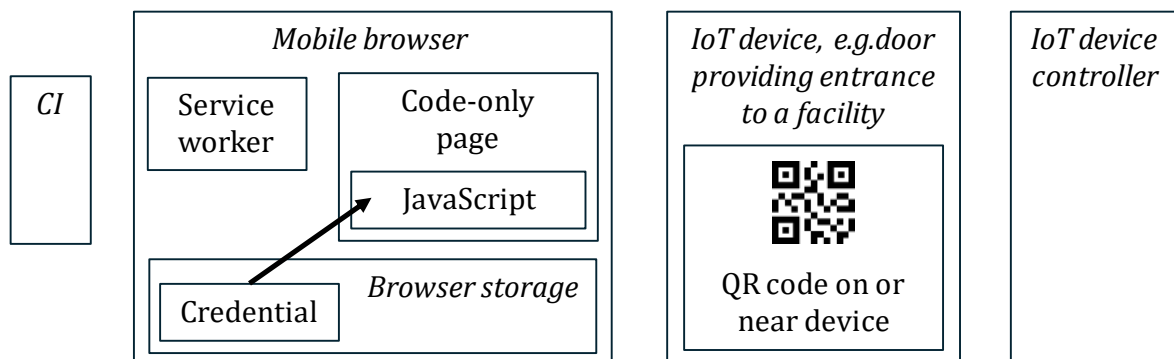 CI
Mobile browser
Service
worker
Code-only
page
JavaScript
Credential
Browser storage
IoT device, e.g.door
providing entrance
to a facility
QR code on or
near device
IoT device
controller